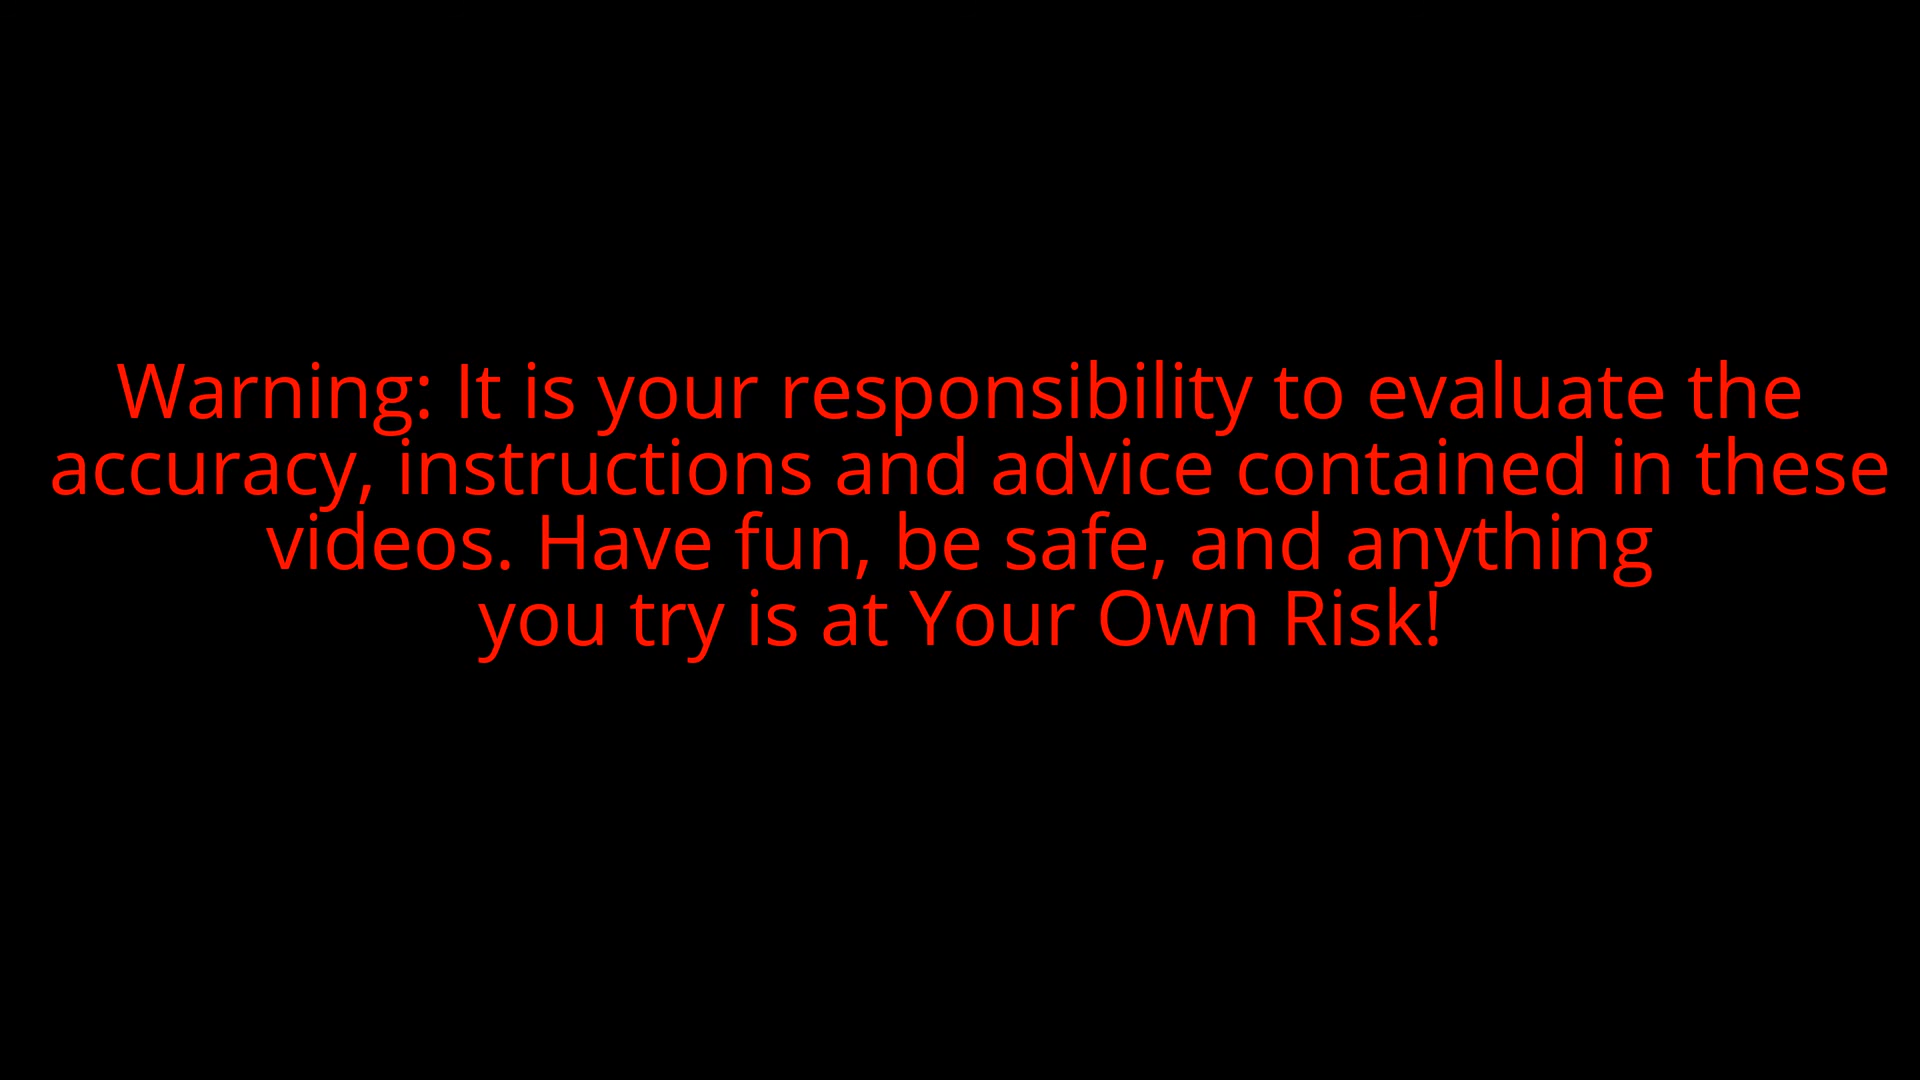 Warning: It is your responsibility to evaluate the
accuracy, instructions and advice contained in these
videos. Have fun, be safe, and anything
you try is at Your Own Risk!